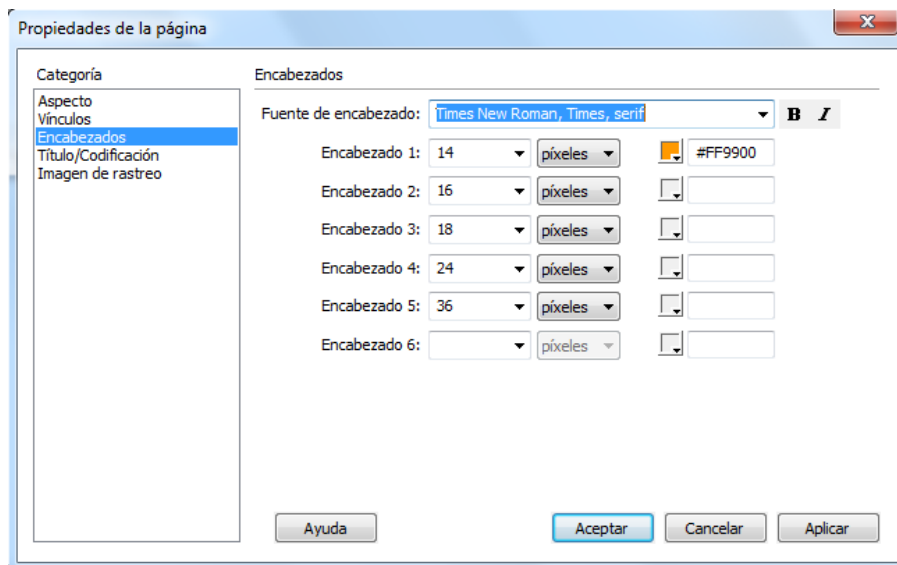 Propiedades de la página
X
Categoría
Aspecto
Vínculos
Encabezados
Título/Codificación
Imagen de rastreo
Encabezados
Fuente de encabezado: Times New Roman, Times, serif B I
Encabezado 1: 14 píxeles #FF9900
Encabezado 2: 16 píxeles
Encabezado 3: 18 píxeles
Encabezado 4: 24 píxeles
Encabezado 5: 36 píxeles
Encabezado 6: píxeles
Ayuda Aceptar Cancelar Aplicar